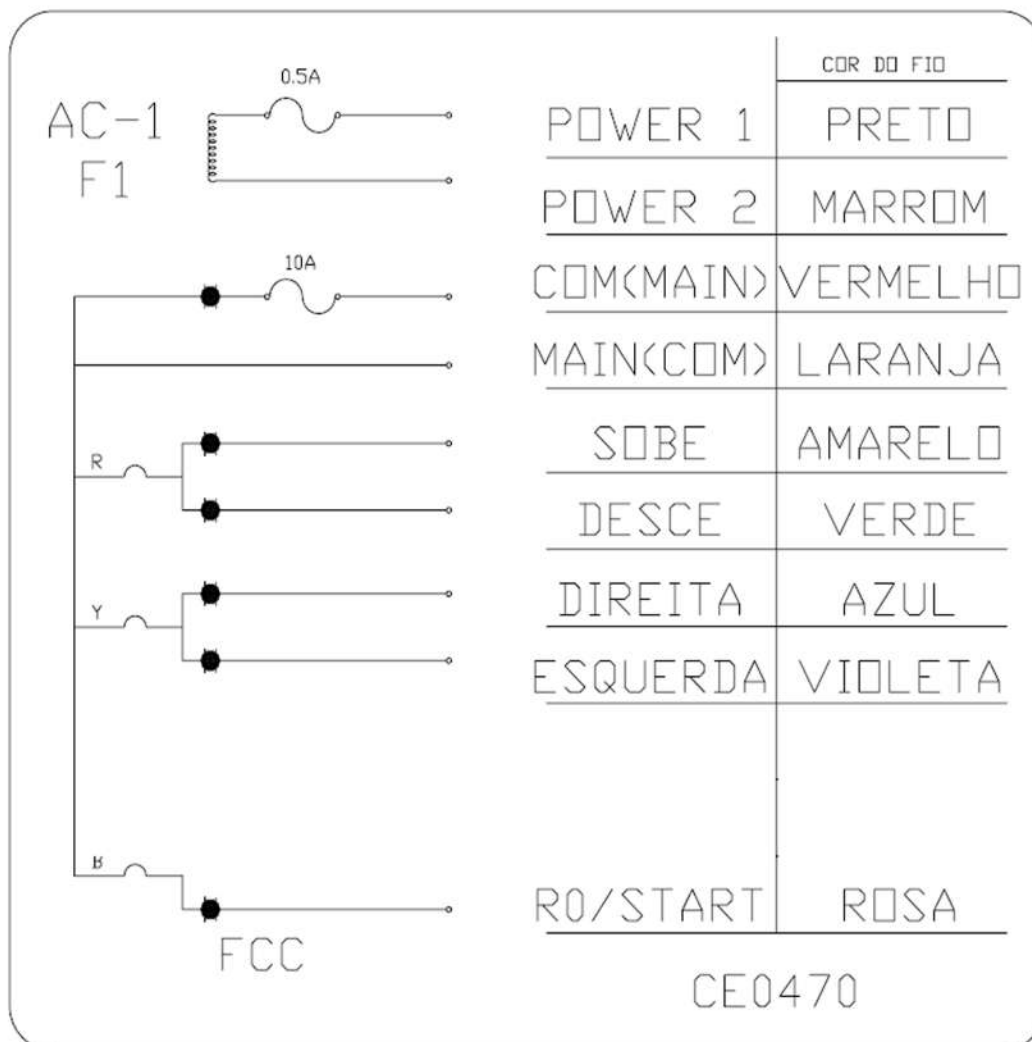 COR DO FIO
AC-1
F1
0.5A
POWER 1 PRETO
POWER 2 MARROM
10A
COM(MAIN) VERMELHO
MAIN(COM) LARANJA
R
SOBE AMARELO
DESCE VERDE
Y
DIREITA AZUL
ESQUERDA VIOLETA
R0/START ROSA
FCC
CE0470